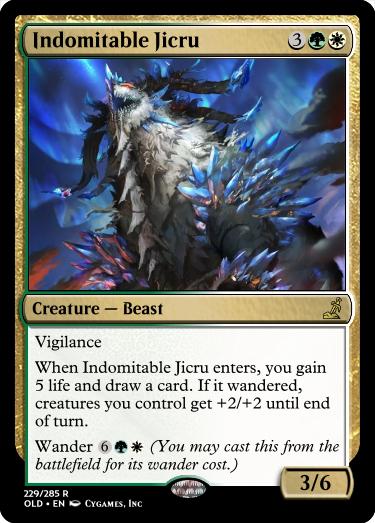 Indomitable Jicru 3
Creature — Beast
Vigilance
When Indomitable Jicru enters, you gain
5 life and draw a card. If it wandered,
creatures you control get +2/+2 until end
of turn.
Wander 6 (You may cast this from the
battlefield for its wander cost.)
3/6
229/285 R
OLD • EN Cygames, Inc